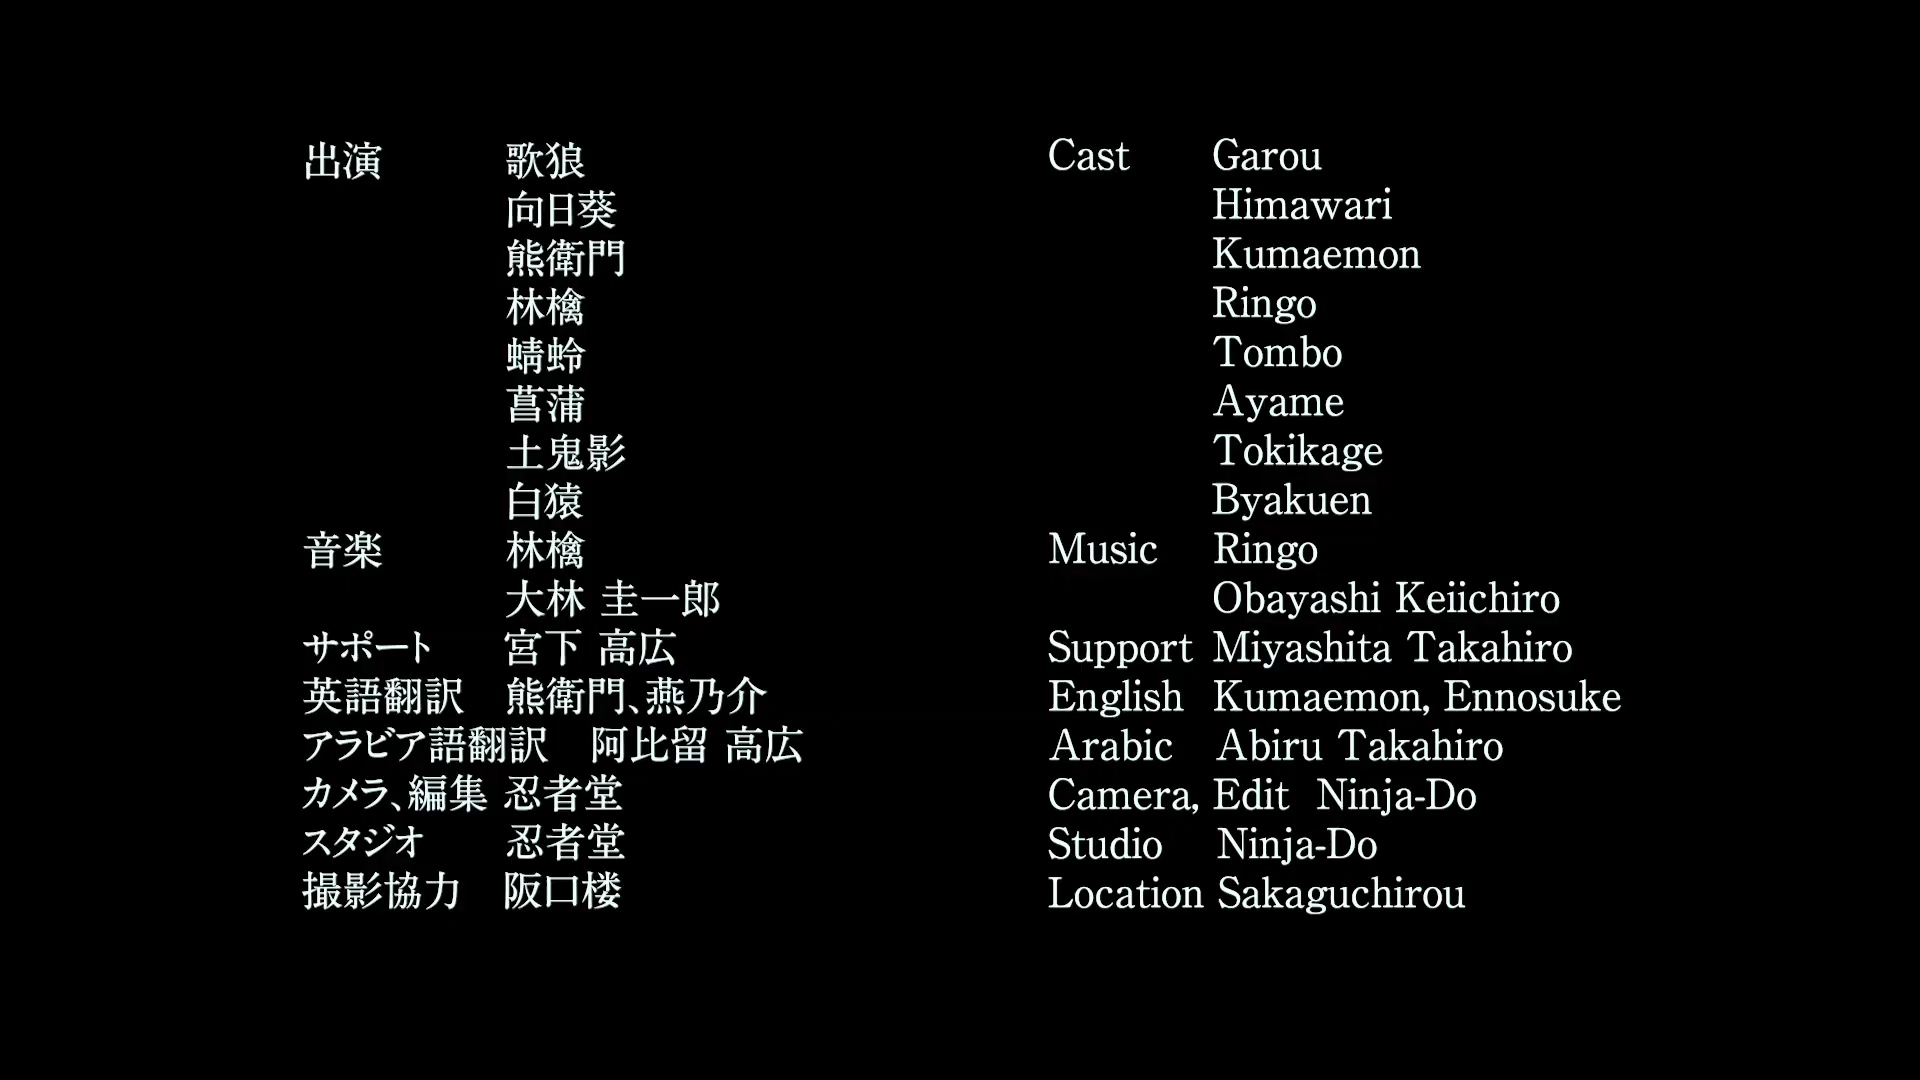 出演 歌狼
向日葵
熊衛門
林檎
蜻蛉
菖蒲
土鬼影
白猿
音楽 林檎
大林 圭一郎
サポート 宮下 高広
英語翻訳 熊衛門、燕乃介
アラビア語翻訳 阿比留 高広
カメラ、編集 忍者堂
スタジオ 忍者堂
撮影協力 阪口楼
Cast Garou
Himawari
Kumaemon
Ringo
Tombo
Ayame
Tokikage
Byakuen
Music Ringo
Obayashi Keiichiro
Support Miyashita Takahiro
English Kumaemon, Ennosuke
Arabic Abiru Takahiro
Camera, Edit Ninja-Do
Studio Ninja-Do
Location Sakaguchirou